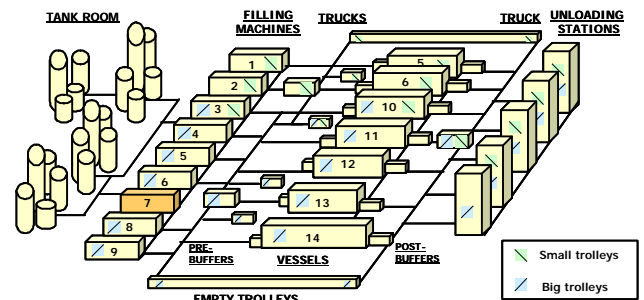 TANK ROOM
FILLING
MACHINES
TRUCKS
TRUCK
UNLOADING
STATIONS
1
2
3
4
5
6
7
8
9
5
6
10
11
12
13
14
PRE-
BUFFERS
VESSELS
POST-
BUFFERS
EMPTY TROLLEYS
Small trolleys
Big trolleys